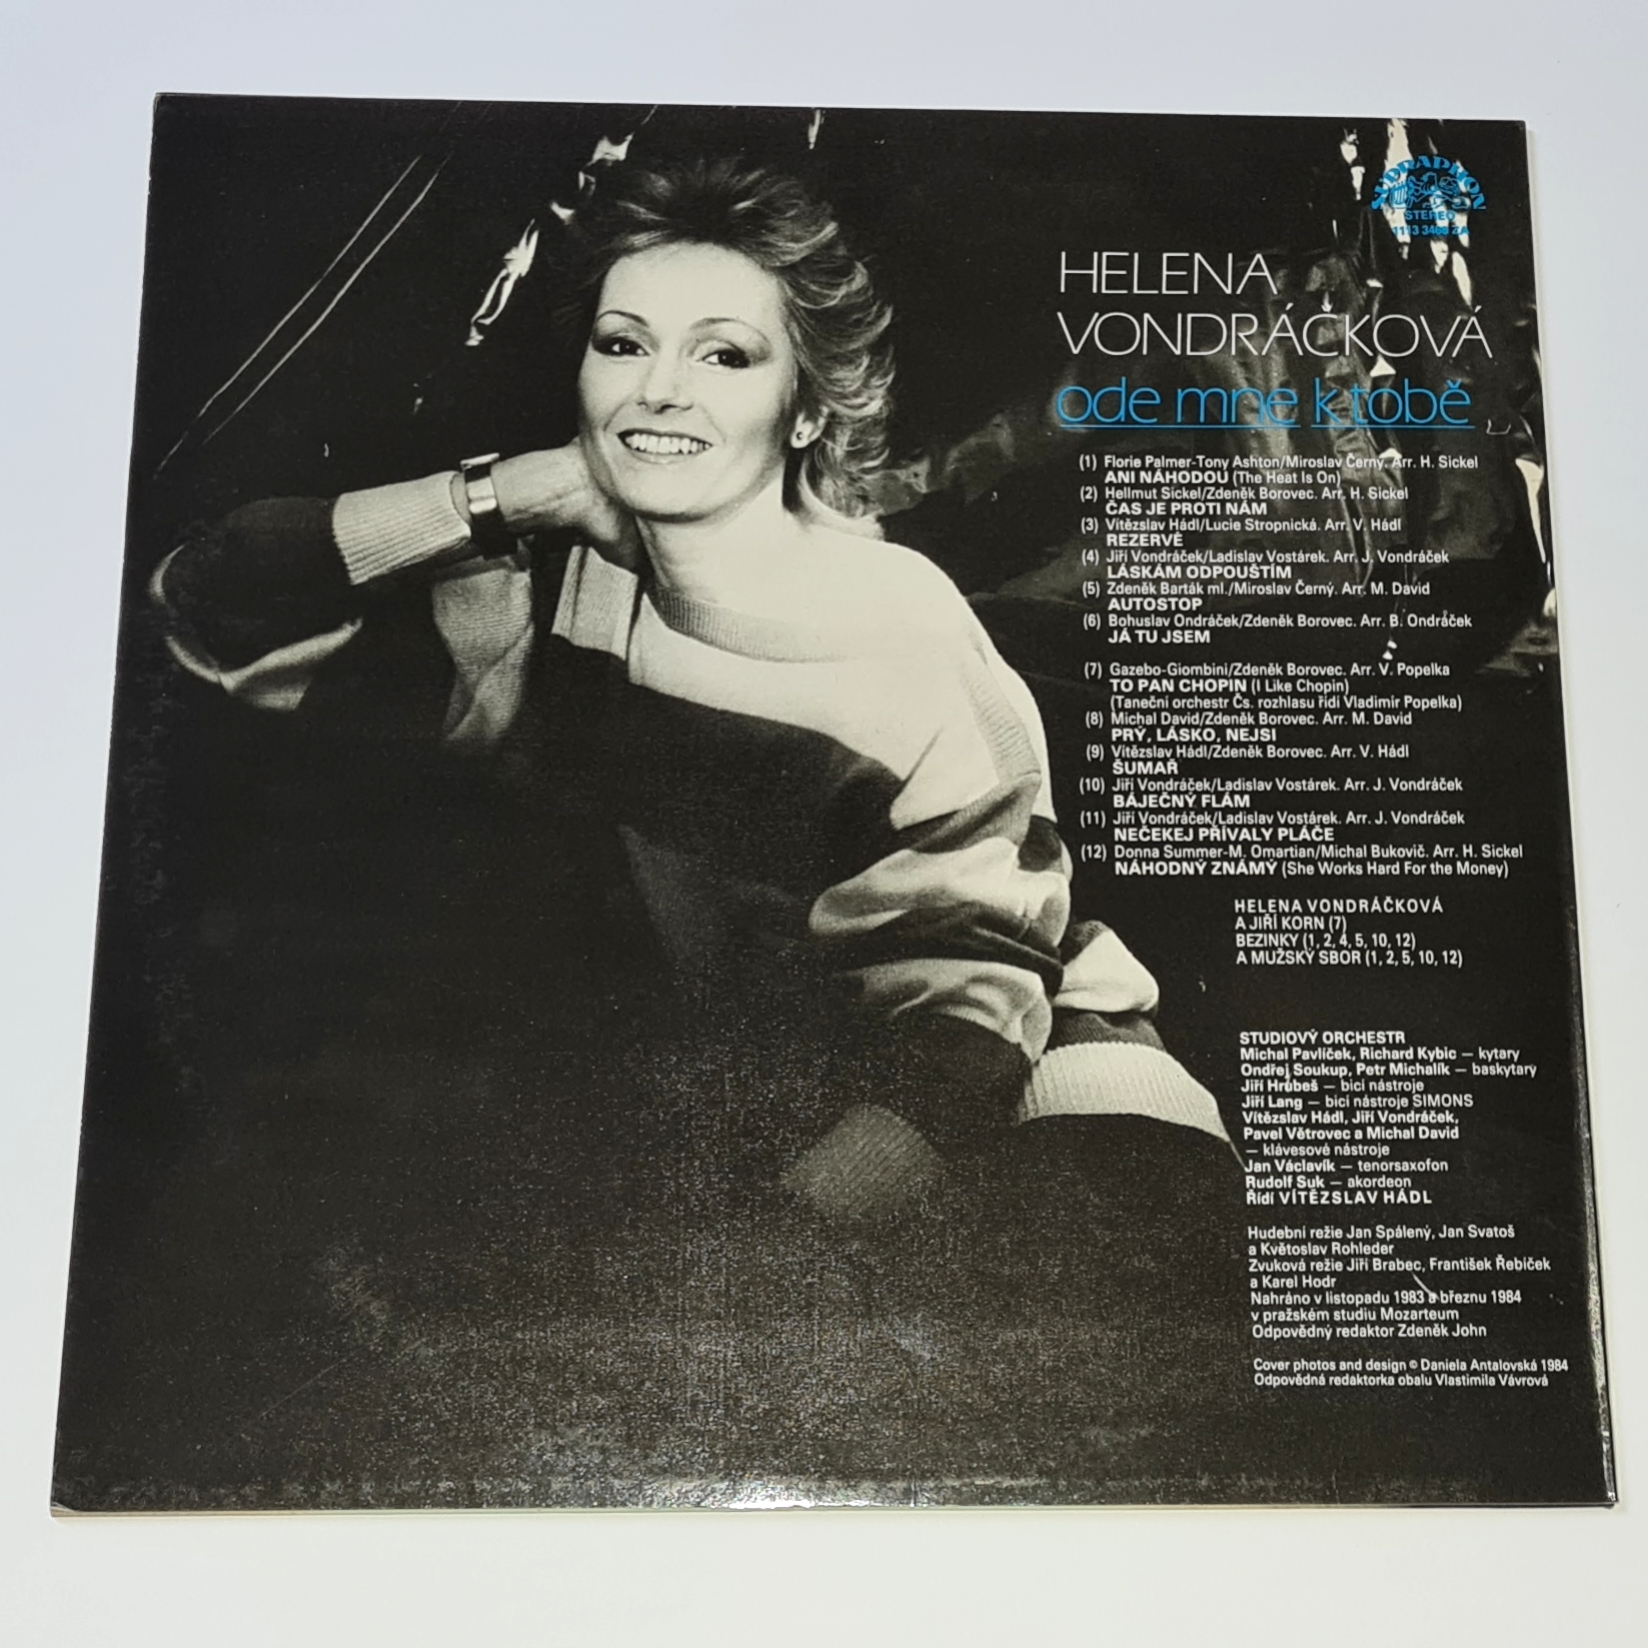 SUPRAPHON
STEREO
HELENA
VONDRÁČKOVÁ
ode mne k tobě
(1) Florie Palmer-Tony Ashton/Miroslav Černý. Arr. H. Sickel
ANI NÁHODOU (The Heat Is On)
(2) Hellmut Sickel/Zdeněk Borovec. Arr. H. Sickel
ČAS JE PROTI NÁM
(3) Vítězslav Hádl/Lucie Stropnická. Arr. V. Hádl
REZERVÉ
(4) Jiří Vondráček/Ladislav Vostárek. Arr. J. Vondráček
LÁSKÁM ODPOUŠTÍM
(5) Zdeněk Barták ml./Miroslav Černý. Arr. M. David
AUTOSTOP
(6) Bohuslav Ondráček/Zdeněk Borovec. Arr. B. Ondráček
JÁ TU JSEM
(7) Gazebo-Giombini/Zdeněk Borovec. Arr. V. Popelka
TO PAN CHOPIN (I Like Chopin)
(Taneční orchestr Čs. rozhlasu řídí Vladimír Popelka)
(8) Michal David/Zdeněk Borovec. Arr. M. David
PRÝ, LÁSKO, NEJSI
(9) Vítězslav Hádl/Zdeněk Borovec. Arr. V. Hádl
ŠUMAŘ
(10) Jiří Vondráček/Ladislav Vostárek. Arr. J. Vondráček
BÁJEČNÝ FLÁM
(11) Jiří Vondráček/Ladislav Vostárek. Arr. J. Vondráček
NEČEKEJ PŘÍVALY PLÁČE
(12) Donna Summer-M. Omartian/Michal Bukovič. Arr. H. Sickel
NÁHODNÝ ZNÁMÝ (She Works Hard For the Money)
HELENA VONDRÁČKOVÁ
A JIŘÍ KORN (7)
BEZINKY (1, 2, 4, 5, 10, 12)
A MUŽSKÝ SBOR (1, 2, 5, 10, 12)
STUDIOVÝ ORCHESTR
Michal Pavlíček, Richard Kybic — kytary
Ondřej Soukup, Petr Michalík — baskytary
Jiří Hrubeš — bicí nástroje
Jiří Lang — bicí nástroje SIMONS
Vítězslav Hádl, Jiří Vondráček,
Pavel Větrovec a Michal David
— klávesové nástroje
Jan Václavík — tenorsaxofon
Rudolf Suk — akordeon
Řídí VÍTĚZSLAV HÁDL
Hudební režie Jan Spálený, Jan Svatoš
a Květoslav Rohleder
Zvuková režie Jiří Brabec, František Řebíček
a Karel Hodr
Nahráno v listopadu 1983 a březnu 1984
v pražském studiu Mozarteum
Odpovědný redaktor Zdeněk John
Cover photos and design © Daniela Antalovská 1984
Odpovědná redaktorka obalu Vlastimila Vávrová